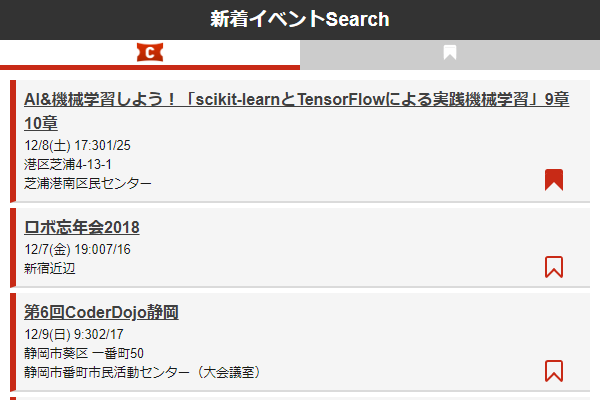 新着イベントSearch
C
AI&機械学習しよう！「scikit-learnとTensorFlowによる実践機械学習」9章
10章
12/8(土) 17:301/25
港区芝浦4-13-1
芝浦港南区民センター
ロボ忘年会2018
12/7(金) 19:007/16
新宿近辺
第6回CoderDojo静岡
12/9(日) 9:302/17
静岡市葵区 一番町50
静岡市番町市民活動センター（大会議室）